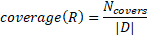 coverage(R) = N_covers / |D|